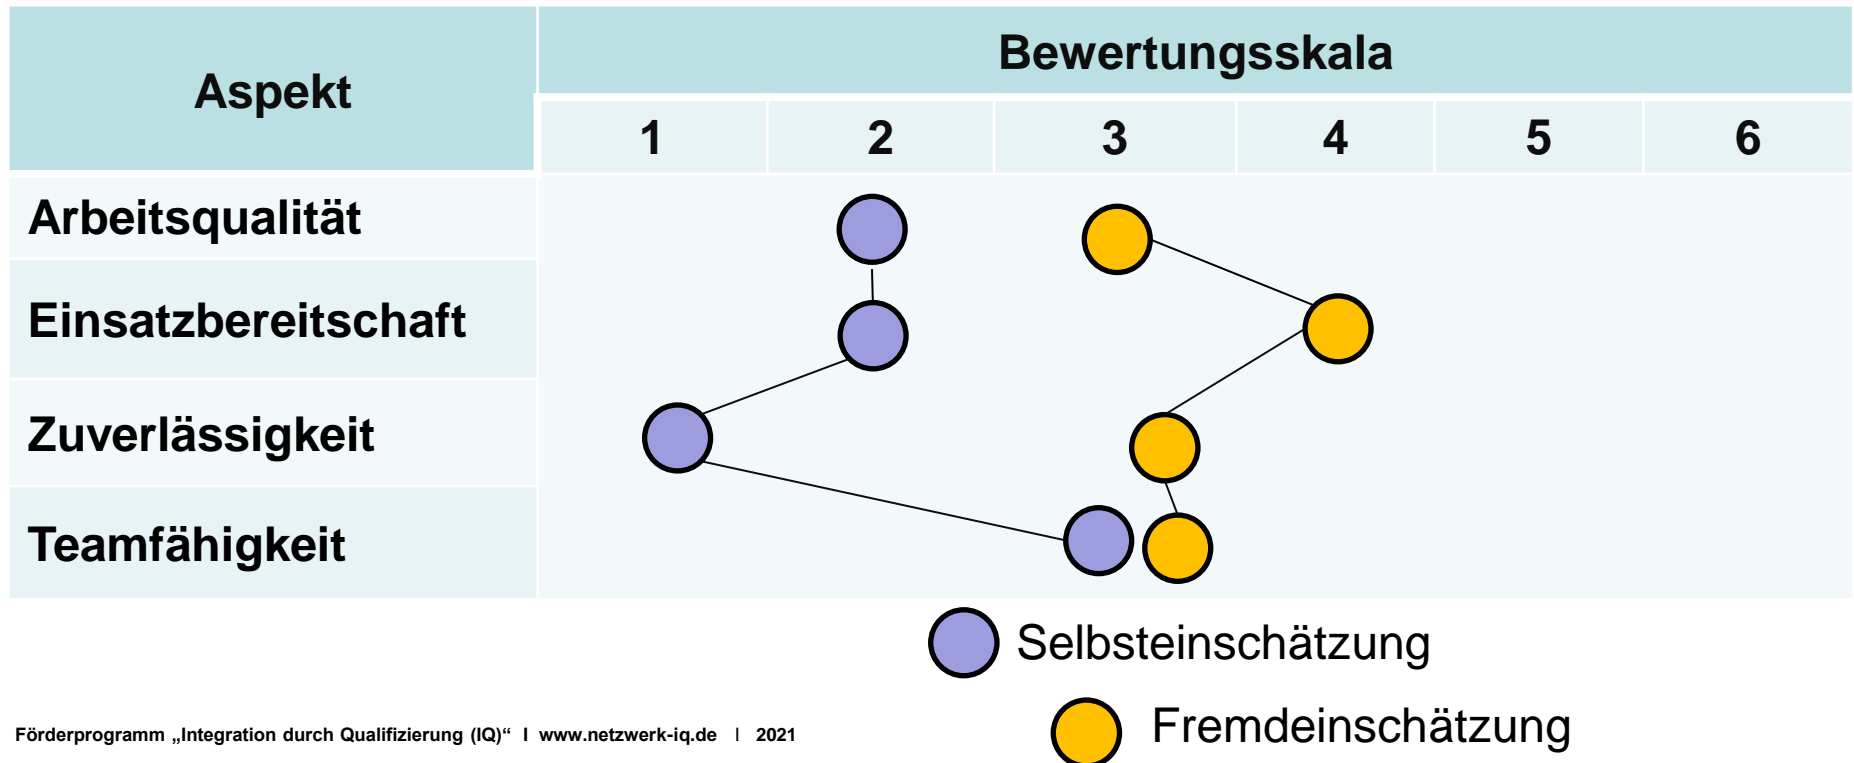 Aspekt
Bewertungsskala
1 2 3 4 5 6
Arbeitsqualität
Einsatzbereitschaft
Zuverlässigkeit
Teamfähigkeit
Selbsteinschätzung
Fremdeinschätzung
Förderprogramm „Integration durch Qualifizierung (IQ)“ I www.netzwerk-iq.de I 2021